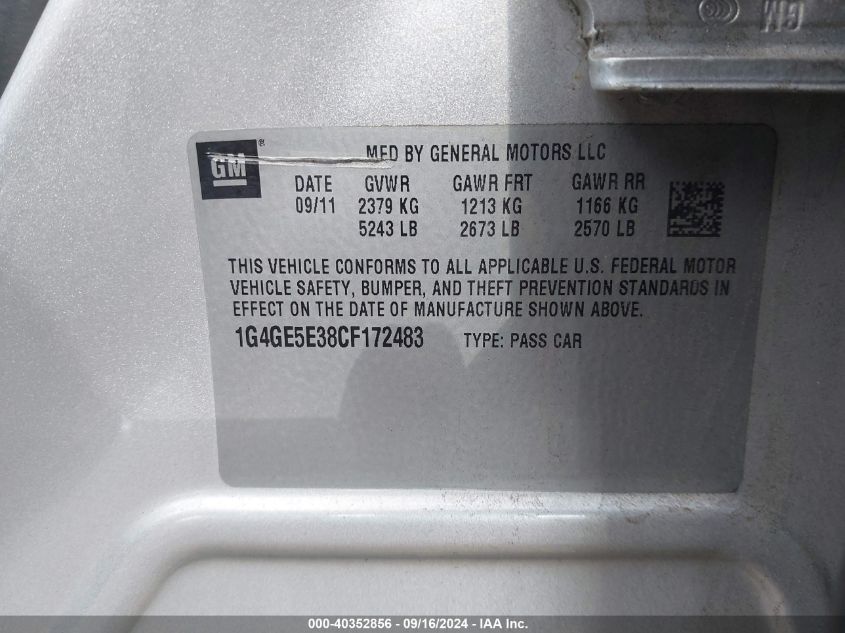 GM
GM ®
MFD BY GENERAL MOTORS LLC
DATE GVWR GAWR FRT GAWR RR
09/11 2379 KG 1213 KG 1166 KG
5243 LB 2673 LB 2570 LB
THIS VEHICLE CONFORMS TO ALL APPLICABLE U.S. FEDERAL MOTOR
VEHICLE SAFETY, BUMPER, AND THEFT PREVENTION STANDARDS IN
EFFECT ON THE DATE OF MANUFACTURE SHOWN ABOVE.
1G4GE5E38CF172483 TYPE: PASS CAR
000-40352856 - 09/16/2024 - IAA Inc.